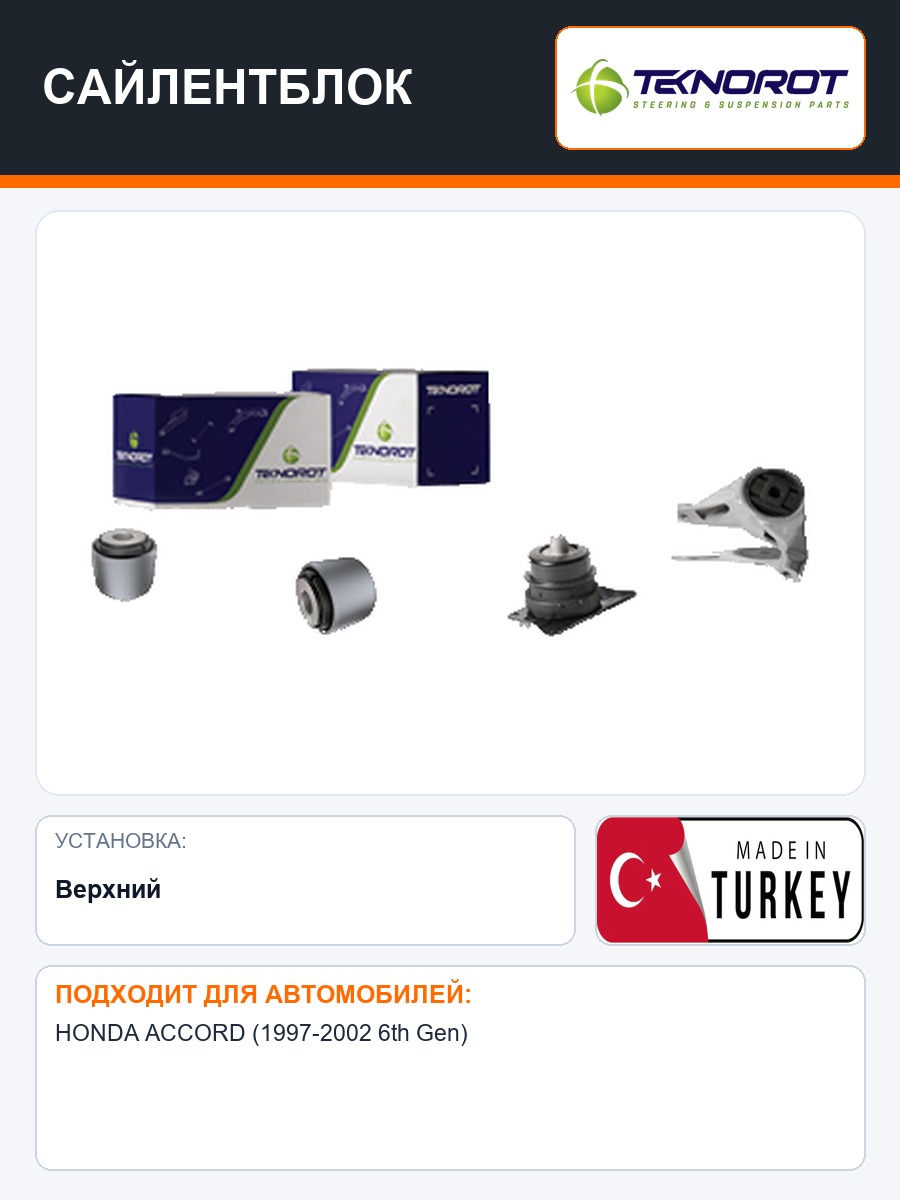 САЙЛЕНТБЛОК
TEKNOROT
STEERING & SUSPENSION PARTS
TEKNOROT
TEKNOROT
TEKNOROT
TEKNOROT
УСТАНОВКА:
Верхний
MADE IN
TURKEY
ПОДХОДИТ ДЛЯ АВТОМОБИЛЕЙ:
HONDA ACCORD (1997-2002 6th Gen)